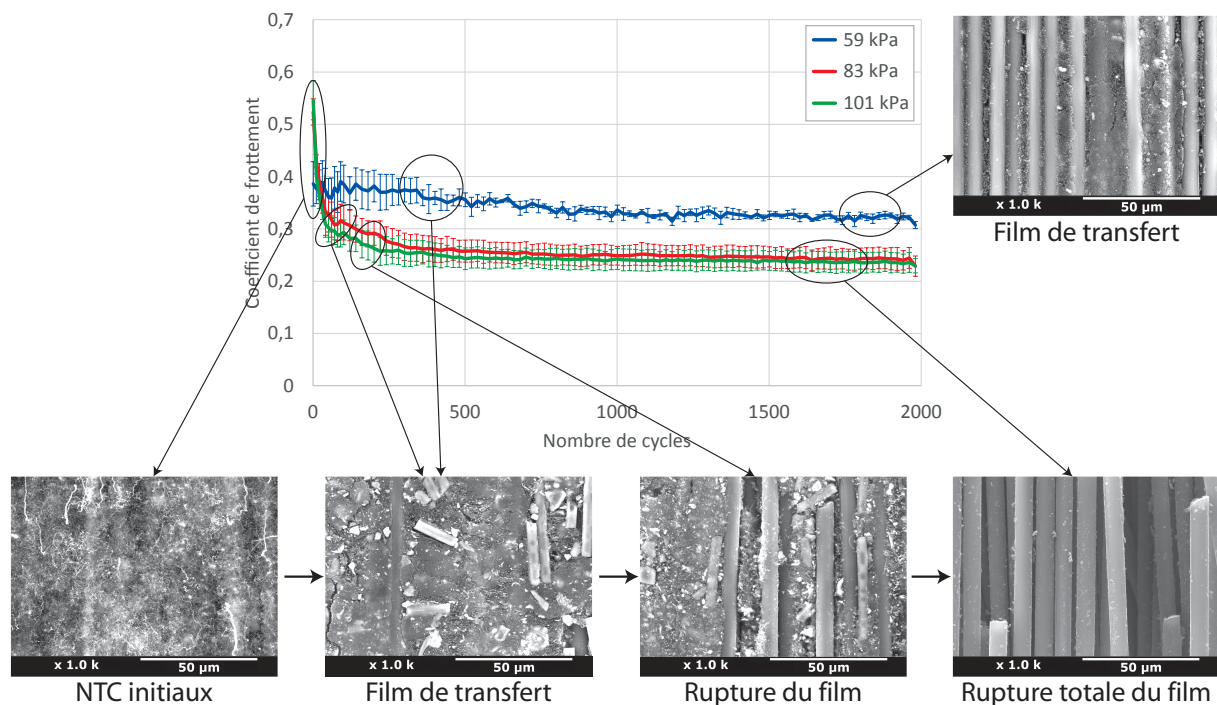 0,7
0,6
0,5
0,4
0,3
0,2
0,1
0
Coefficient de frottement
59 kPa
83 kPa
101 kPa
0
500
1000
1500
2000
Nombre de cycles
x 1.0 k 50 µm
Film de transfert
x 1.0 k 50 µm
NTC initiaux
x 1.0 k 50 µm
Film de transfert
x 1.0 k 50 µm
Rupture du film
x 1.0 k 50 µm
Rupture totale du film